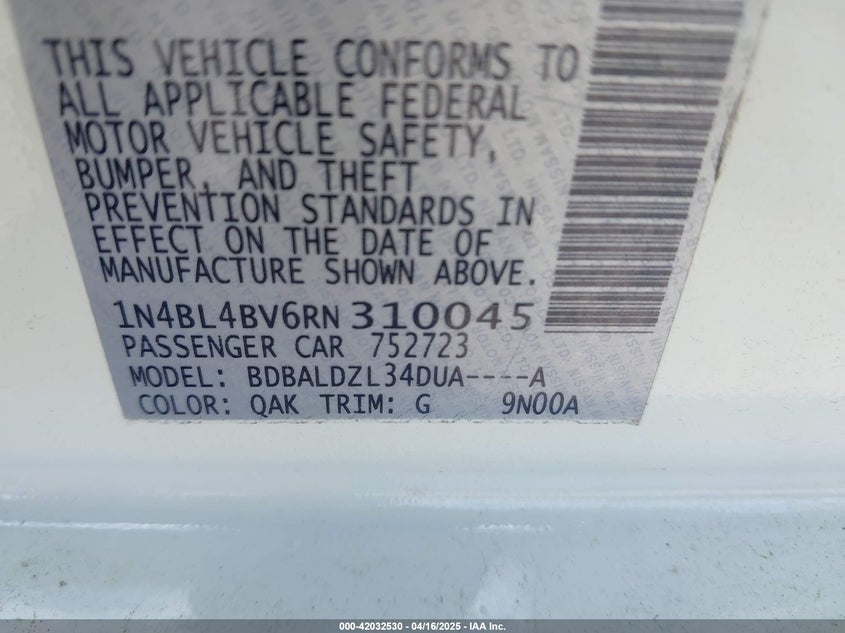 THIS VEHICLE CONFORMS TO
ALL APPLICABLE FEDERAL
MOTOR VEHICLE SAFETY,
BUMPER, AND THEFT
PREVENTION STANDARDS IN
EFFECT ON THE DATE OF
MANUFACTURE SHOWN ABOVE.
1N4BL4BV6RN310045
PASSENGER CAR 752723
MODEL: BDBALDZL34DUA----A
COLOR: QAK TRIM: G 9N00A
000-42032530 - 04/16/2025 - IAA Inc.